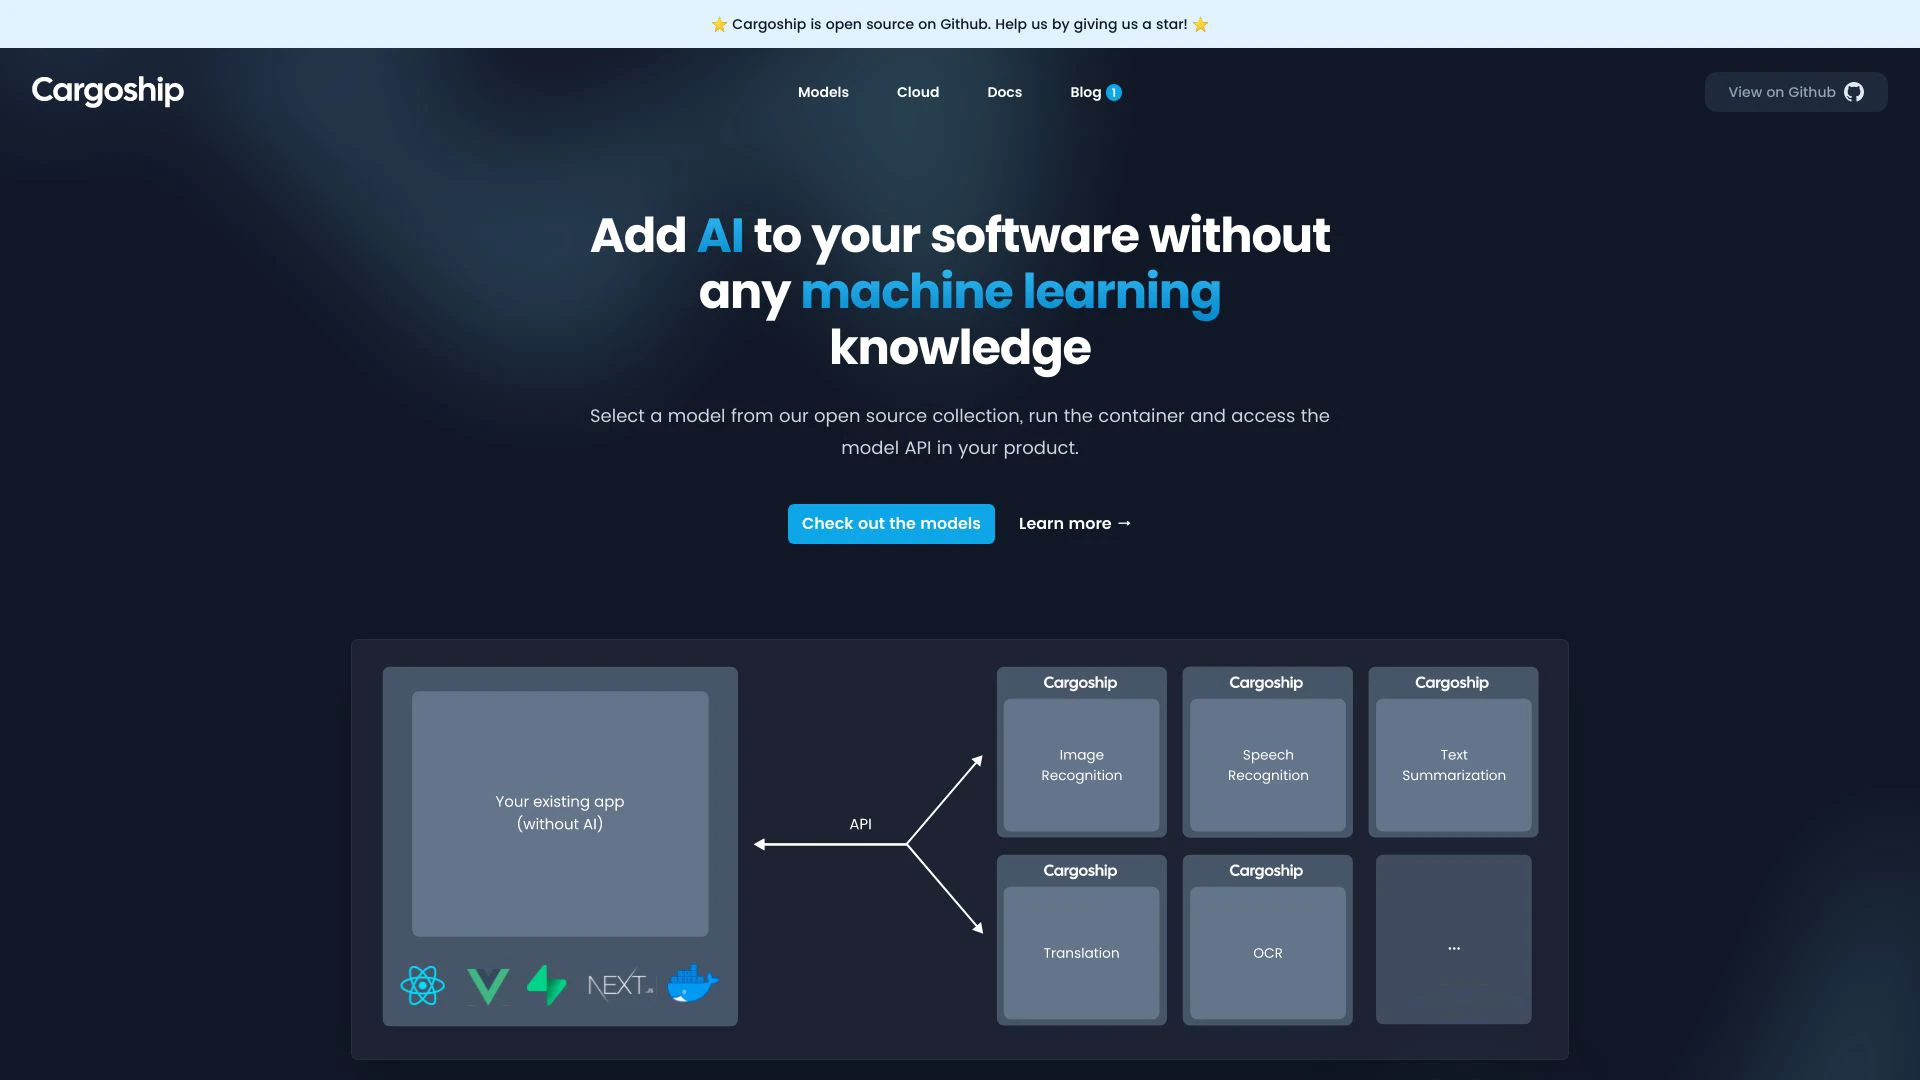 ⭐ Cargoship is open source on Github. Help us by giving us a star! ⭐
Cargoship
Models
Cloud
Docs
Blog 1
View on Github
Add AI to your software without
any machine learning
knowledge
Select a model from our open source collection, run the container and access the
model API in your product.
Check out the models
Learn more →
Your existing app
(without AI)
NEXT.JS
API
Cargoship
Image
Recognition
Cargoship
Speech
Recognition
Cargoship
Text
Summarization
Cargoship
Translation
Cargoship
OCR
...